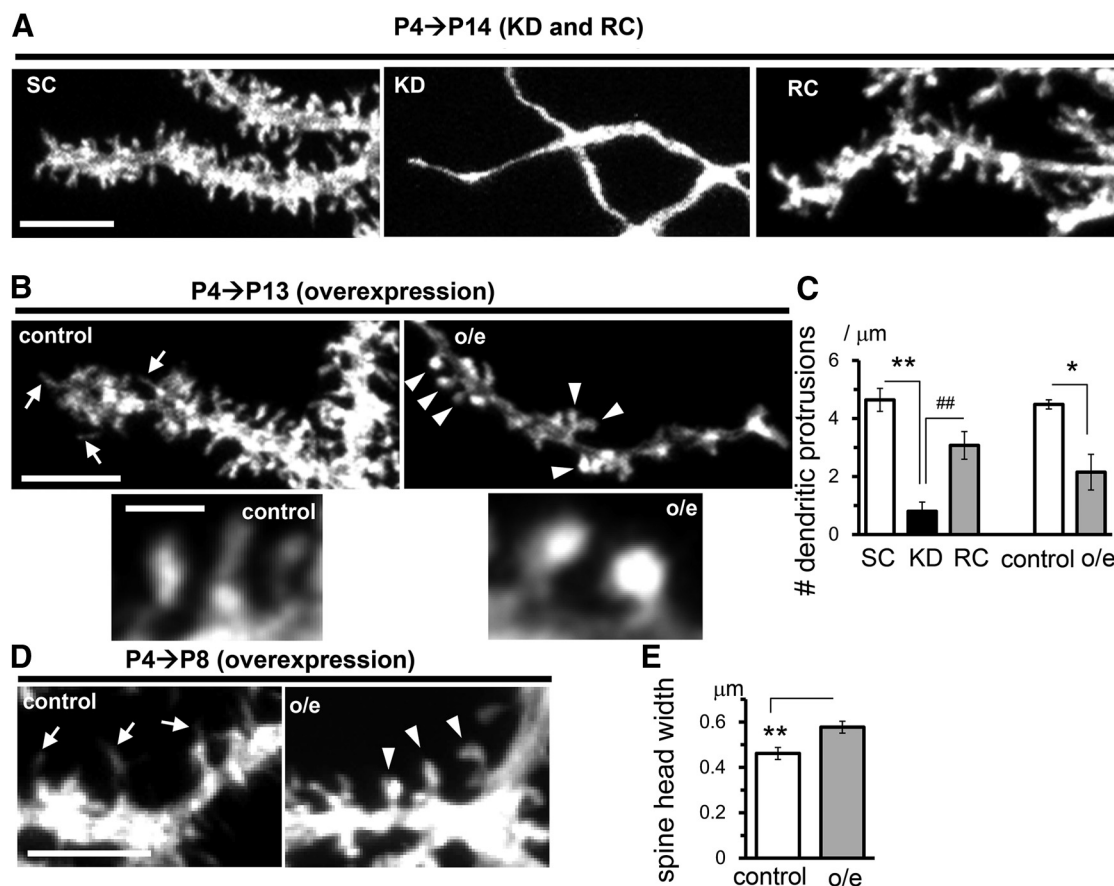 A
P4→P14 (KD and RC)
SC
KD
RC
B
P4→P13 (overexpression)
control
o/e
control
o/e
C
/ μm
# dendritic protrusions
6
4
2
0
**
##
*
SC KD RC control o/e
D
P4→P8 (overexpression)
control
o/e
E
μm
spine head width
0.6
0.4
0.2
0
**
control o/e